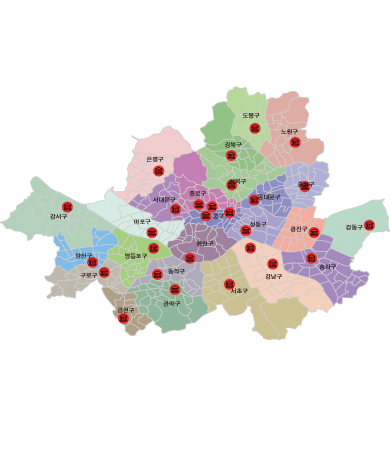 도봉구
노원구
강북구
은평구
성북구
서대문구
종로구
동대문구
중구
강서구
마포구
성동구
광진구
강동구
용산구
양천구
영등포구
구로구
동작구
송파구
강남구
서초구
관악구
금천구